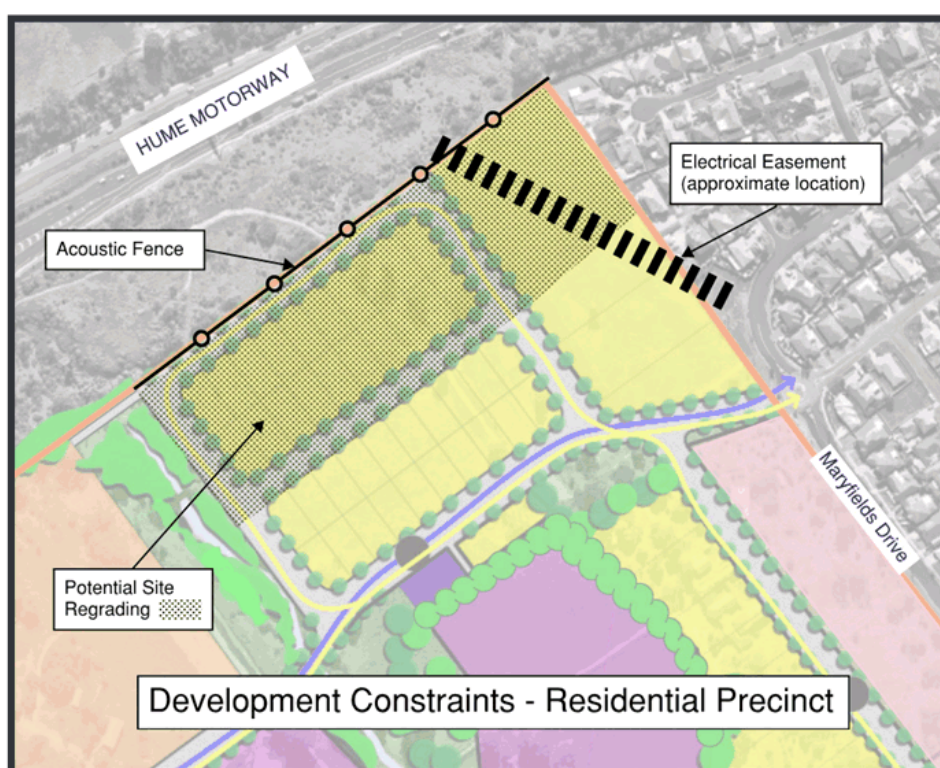 HUME MOTORWAY
Electrical Easement
(approximate location)
Acoustic Fence
Maryfields Drive
Potential Site
Regrading
Development Constraints - Residential Precinct